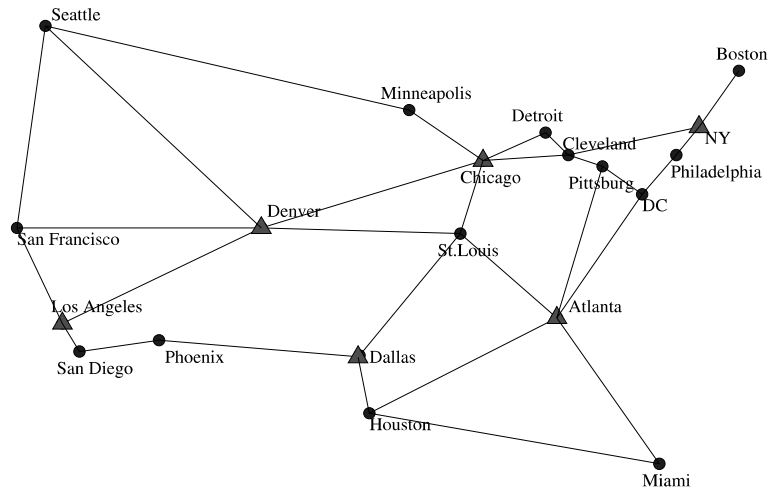 Seattle
Boston
Minneapolis
Detroit
NY
Cleveland
Chicago
Pittsburg
Philadelphia
DC
Denver
San Francisco
St.Louis
Los Angeles
Atlanta
Phoenix
Dallas
San Diego
Houston
Miami